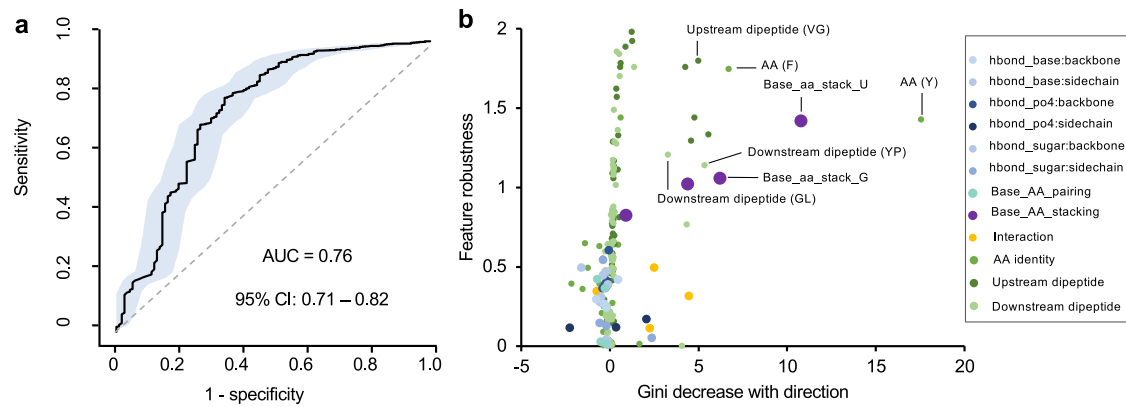 a
Sensitivity
1.0
0.8
0.6
0.4
0.2
0
AUC = 0.76
95% CI: 0.71 – 0.82
0 0.2 0.4 0.6 0.8 1.0
1 - specificity
b
Feature robustness
2
1.5
1
0.5
0
Upstream dipeptide (VG)
AA (F)
Base_aa_stack_U
AA (Y)
Downstream dipeptide (YP)
Base_aa_stack_G
Downstream dipeptide (GL)
-5 0 5 10 15 20
Gini decrease with direction
hbond_base:backbone
hbond_base:sidechain
hbond_po4:backbone
hbond_po4:sidechain
hbond_sugar:backbone
hbond_sugar:sidechain
Base_AA_pairing
Base_AA_stacking
Interaction
AA identity
Upstream dipeptide
Downstream dipeptide